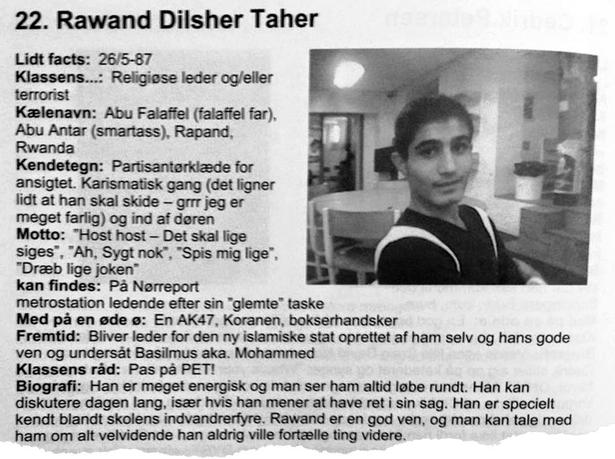 22. Rawand Dilsher Taher
Lidt facts: 26/5-87
Klassens...: Religiøse leder og/eller
terrorist
Kælenavn: Abu Falaffel (falaffel far),
Abu Antar (smartass), Rapand,
Rwanda
Kendetegn: Partisantørklæde for
ansigtet. Karismatisk gang (det ligner
lidt at han skal skide – grrr jeg er
meget farlig) og ind af døren
Motto: "Host host – Det skal lige
siges", "Ah, Sygt nok", "Spis mig lige",
"Dræb lige joken"
kan findes: På Nørreport
metrostation ledende efter sin "glemte" taske
Med på en øde ø: En AK47, Koranen, bokserhandsker
Fremtid: Bliver leder for den ny islamiske stat oprettet af ham selv og hans gode
ven og undersåt Basilmus aka. Mohammed
Klassens råd: Pas på PET!
Biografi: Han er meget energisk og man ser ham altid løbe rundt. Han kan
diskutere dagen lang, især hvis han mener at have ret i sin sag. Han er specielt
kendt blandt skolens indvandrerfyre. Rawand er en god ven, og man kan tale med
ham om alt velvidende han aldrig ville fortælle ting videre.